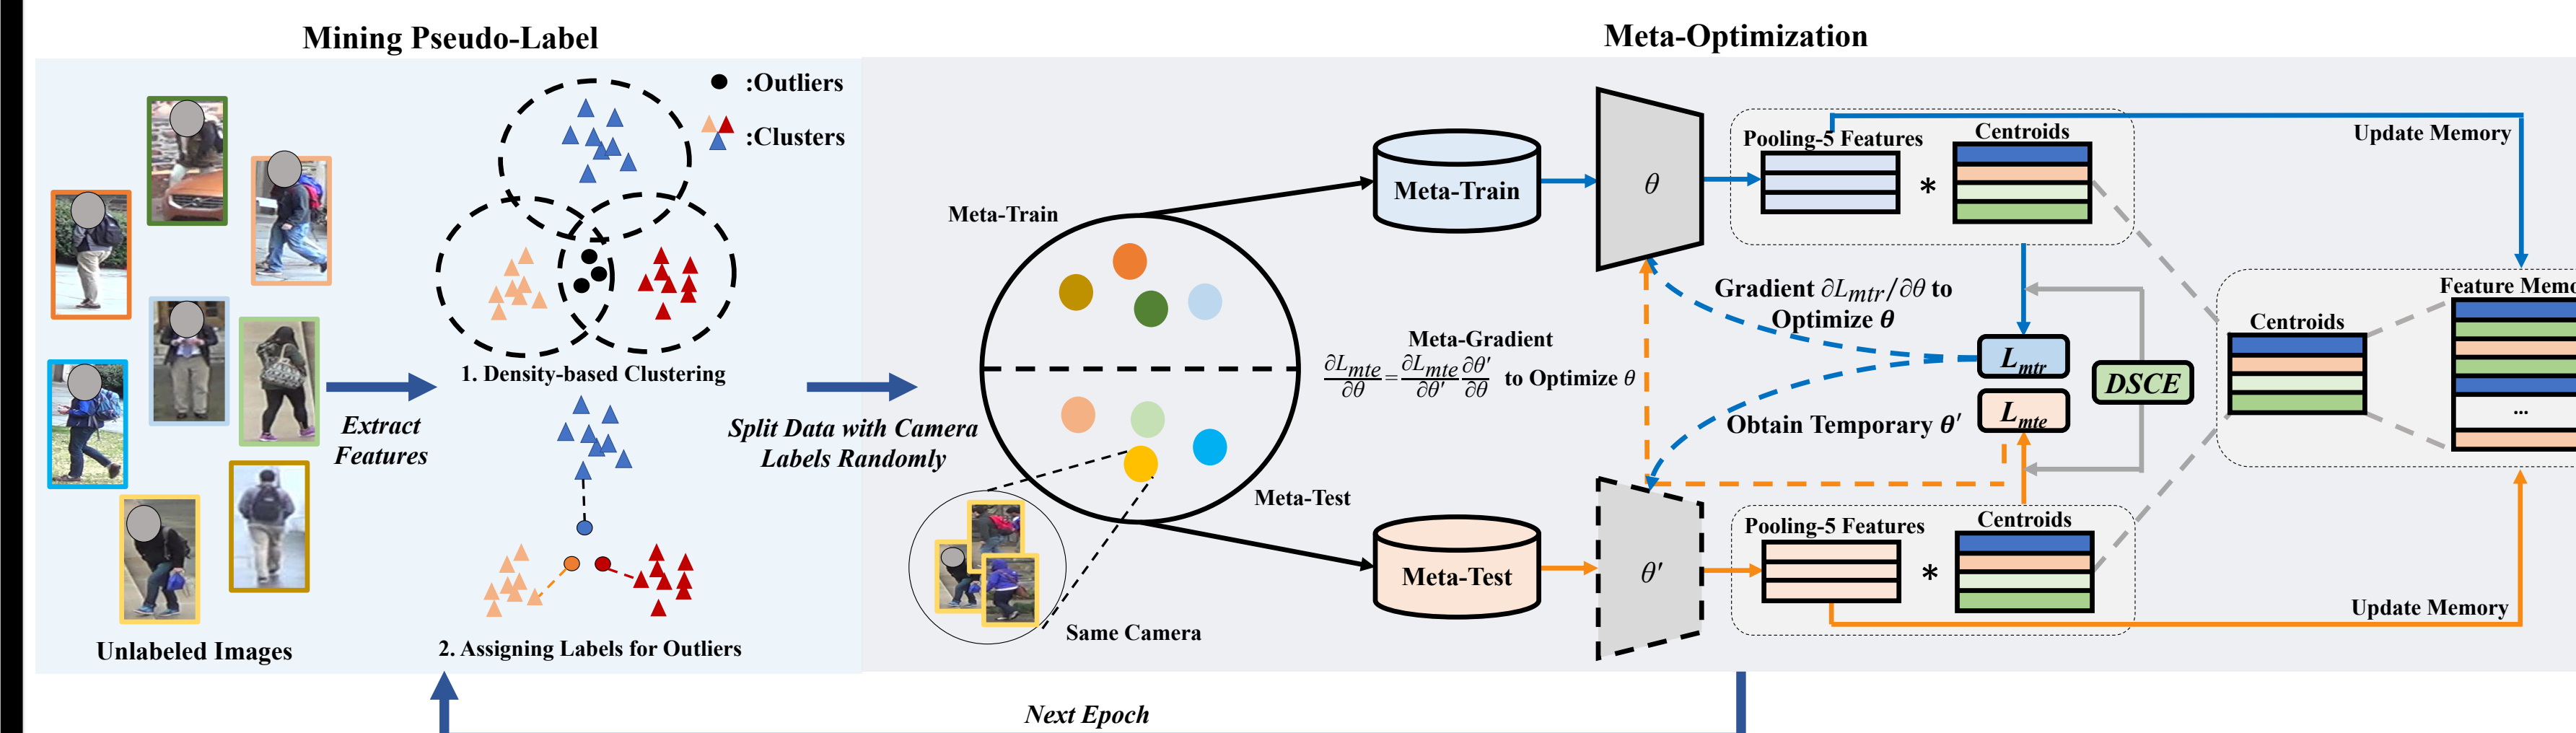 Mining Pseudo-Label
Meta-Optimization
:Outliers
:Clusters
1. Density-based Clustering
Extract
Features
2. Assigning Labels for Outliers
Unlabeled Images
Split Data with Camera
Labels Randomly
Meta-Train
Meta-Test
Same Camera
Meta-Train
Meta-Test
Meta-Gradient
∂L_mte/∂θ = ∂L_mte/∂θ′ ∂θ′/∂θ to Optimize θ
θ
θ′
Gradient ∂L_mtr/∂θ to
Optimize θ
Obtain Temporary θ′
Pooling-5 Features
*
Centroids
L_mtr
L_mte
DSCE
Pooling-5 Features
*
Centroids
Update Memory
Centroids
Feature Memo
...
Update Memory
Next Epoch